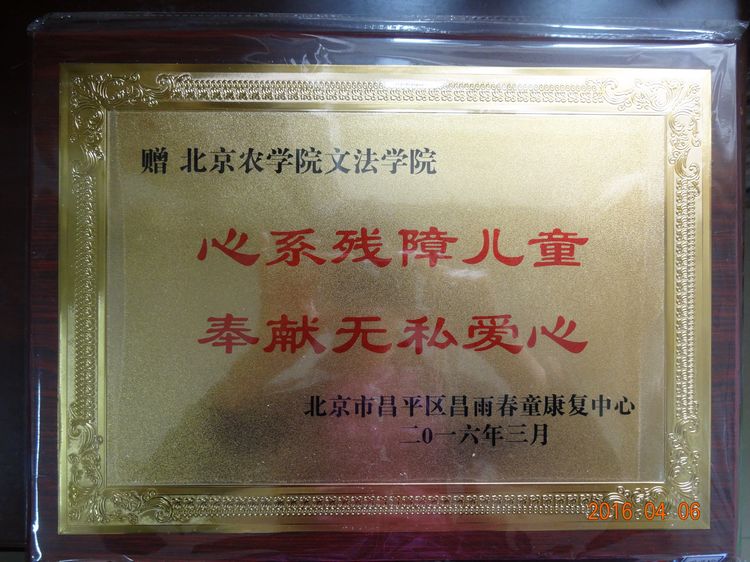 赠 北京农学院文法学院
心系残障儿童
奉献无私爱心
北京市昌平区昌雨春童康复中心
二0一六年三月
2016.04.06